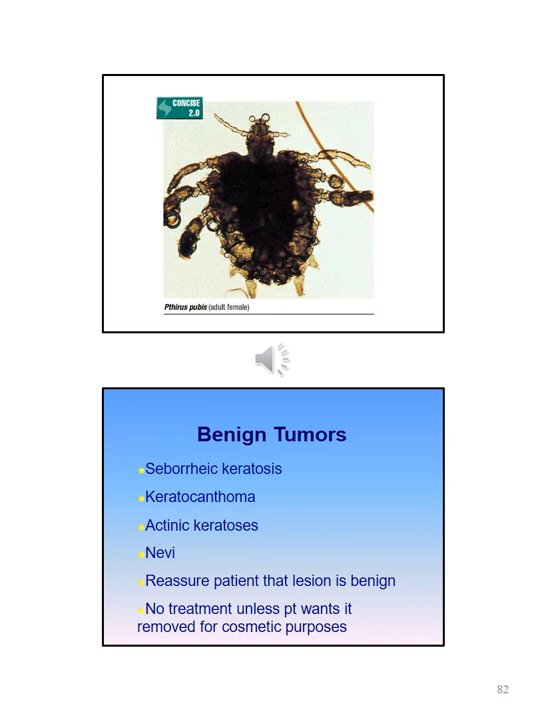 CONCISE
2.0
Pthirus pubis (adult female)
Benign Tumors
Seborrheic keratosis
Keratocanthoma
Actinic keratoses
Nevi
Reassure patient that lesion is benign
No treatment unless pt wants it
removed for cosmetic purposes
82